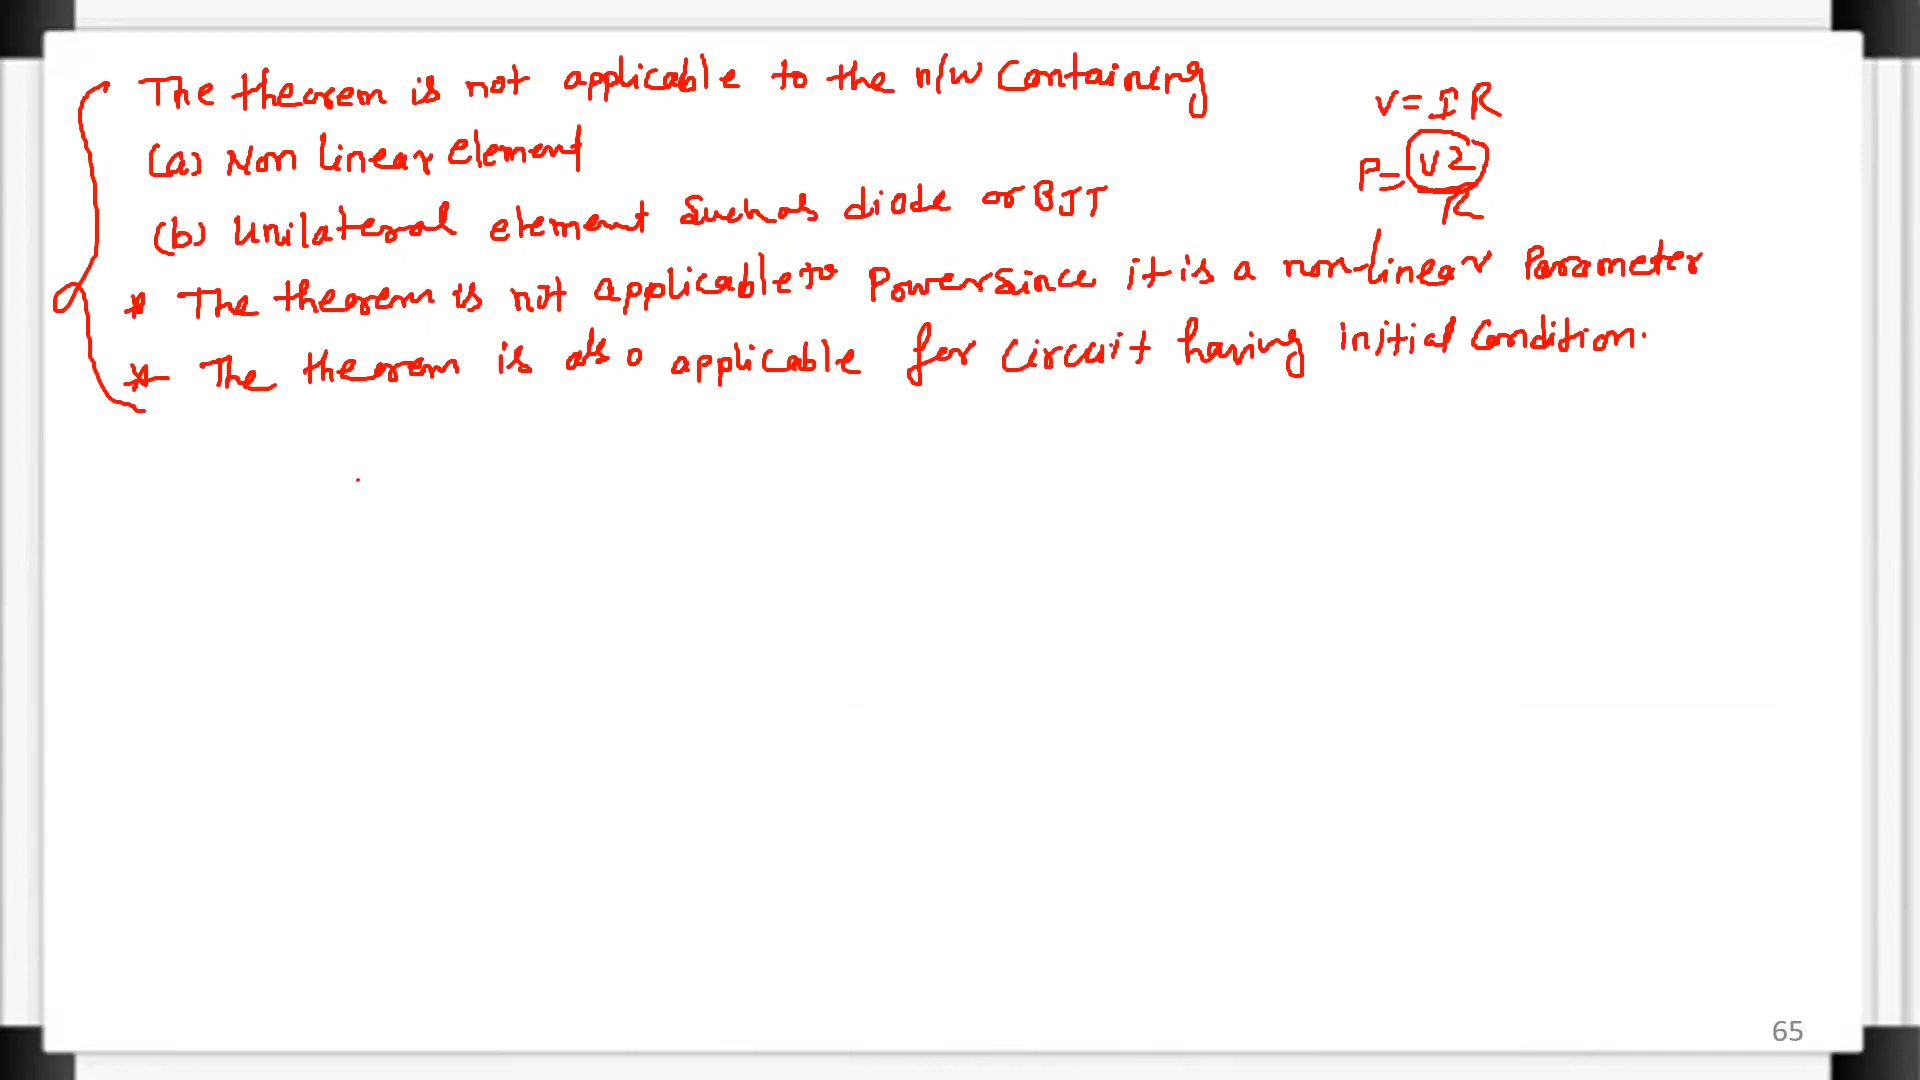 The theorem is not applicable to the n/w Containing
(a) Non linear element
(b) Unilateral element Such as diode or BJT
* The theorem is not applicable to Power Since it is a non-linear Parameter
* The theorem is also applicable for circuit having initial Condition.
V = I R
P = V2
R
65